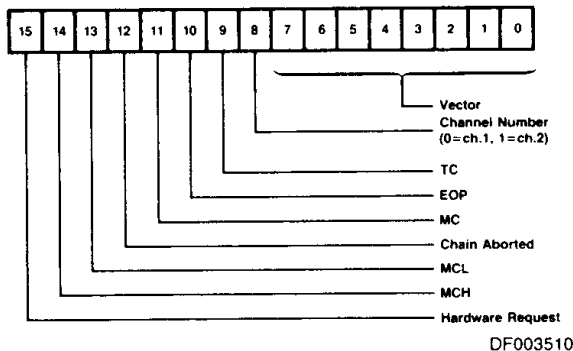 15 14 13 12 11 10 9 8 7 6 5 4 3 2 1 0
Vector
Channel Number
(0=ch.1, 1=ch.2)
TC
EOP
MC
Chain Aborted
MCL
MCH
Hardware Request
DF003510